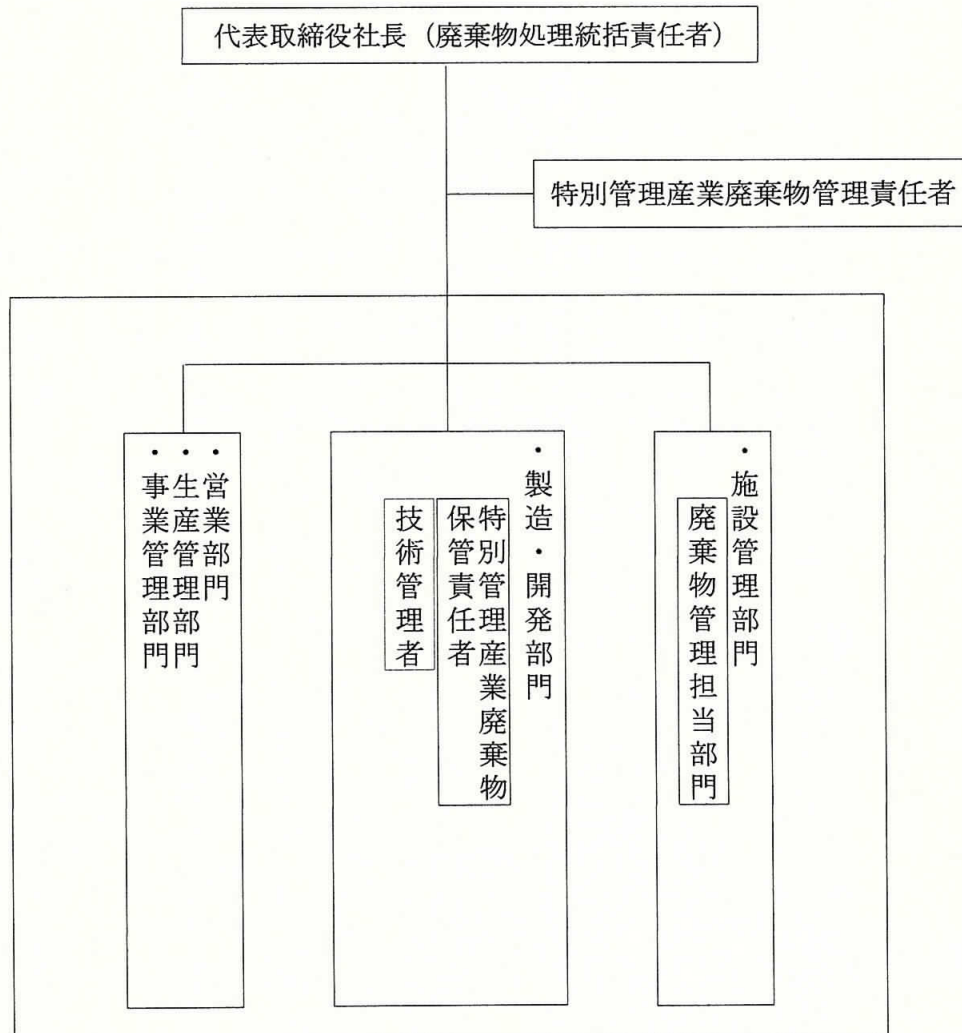 代表取締役社長（廃棄物処理統括責任者）
特別管理産業廃棄物管理責任者
・施設管理部門
廃棄物管理担当部門
・製造・開発部門
特別管理産業廃棄物
保管責任者
技術管理者
・営業部門
・生産管理部門
・事業管理部門